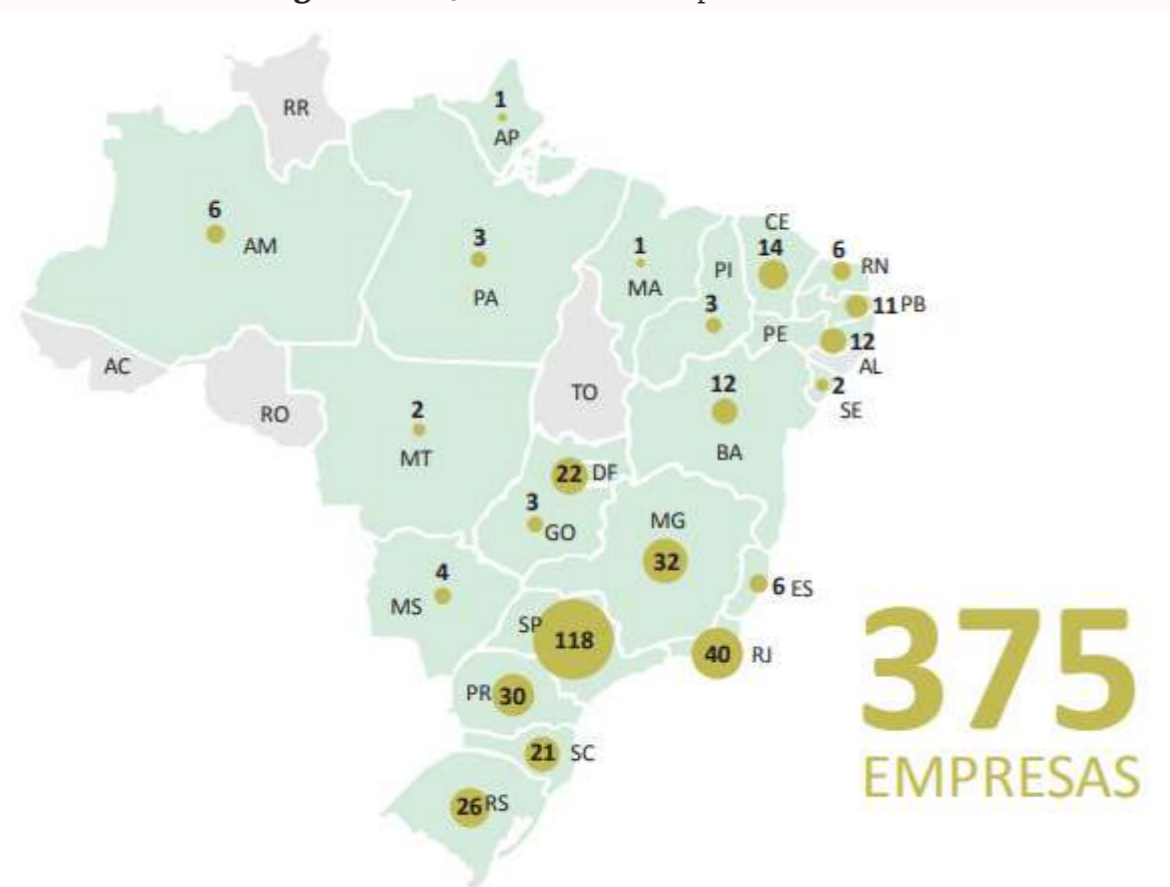 RR
1
AP
6
AM
3
PA
1
MA
PI
3
CE
14
6
RN
11 PB
PE
12
AL
2
SE
AC
RO
TO
2
MT
12
BA
22 DF
3
GO
MG
32
6 ES
4
MS
SP
118
40 RJ
PR 30
21 SC
26 RS
375
EMPRESAS